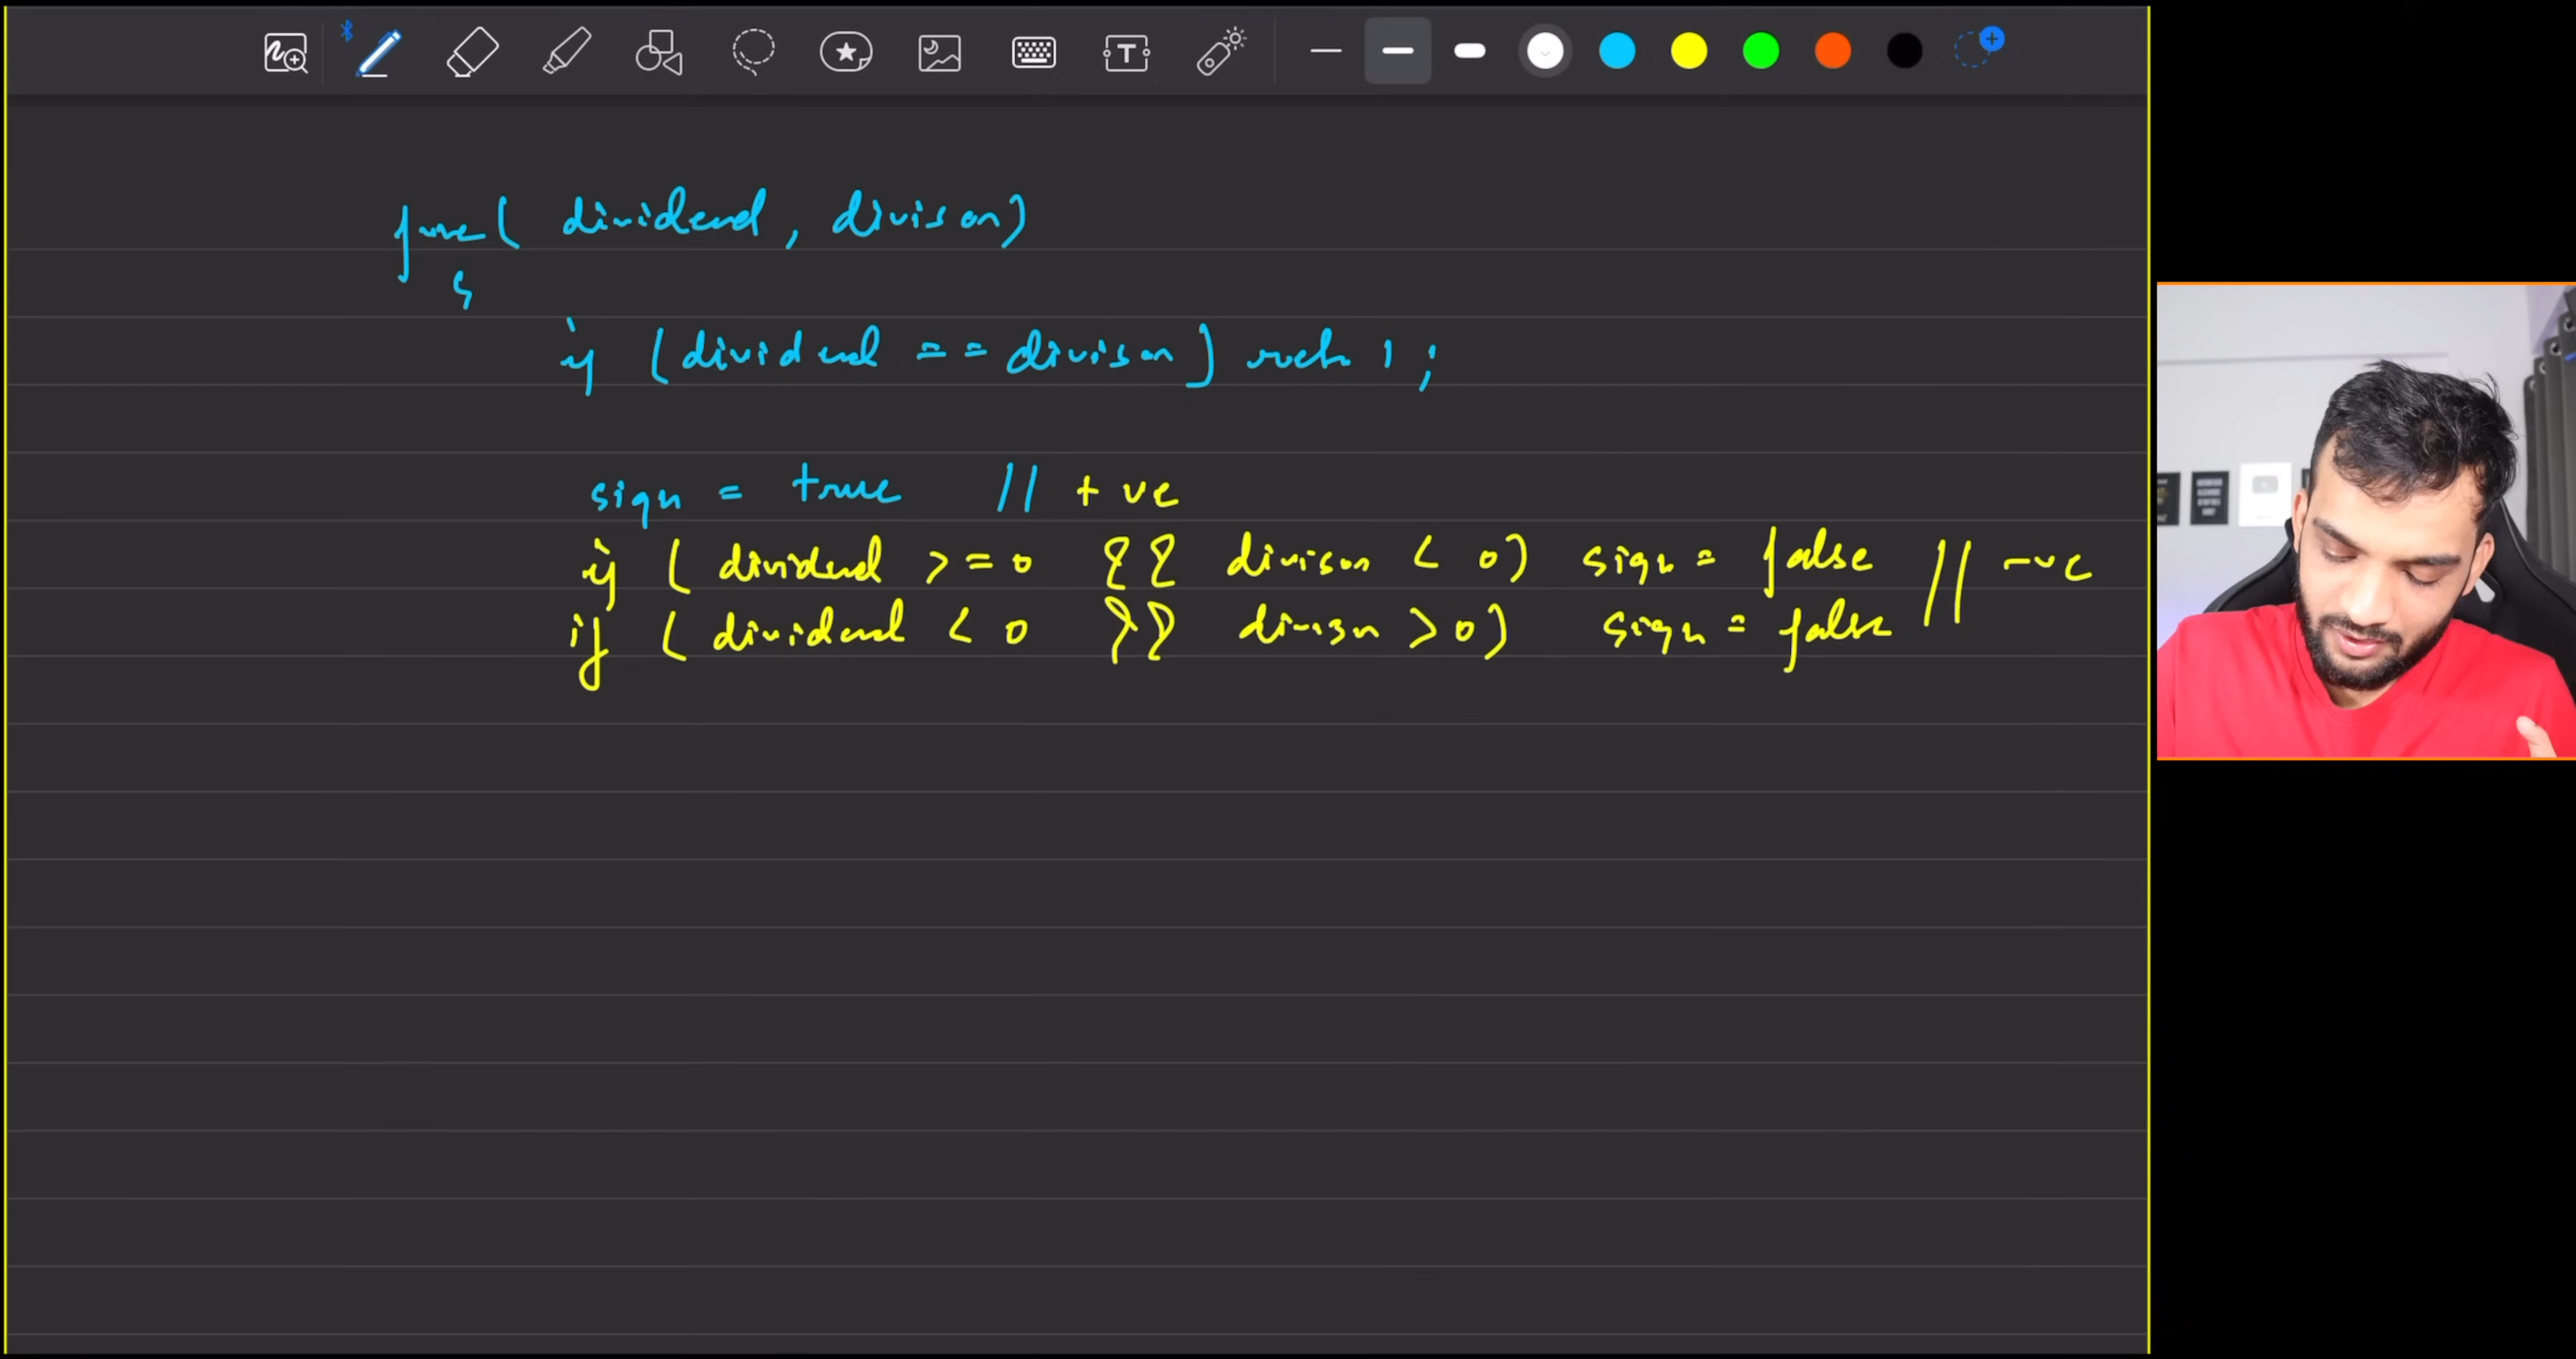 func( dividend, divisor)
{
if (dividend == divisor) return 1;
sign = true // +ve
if ( dividend >= 0 && divisor < 0) sign = false // -ve
if ( dividend < 0 && divisor > 0) sign = false